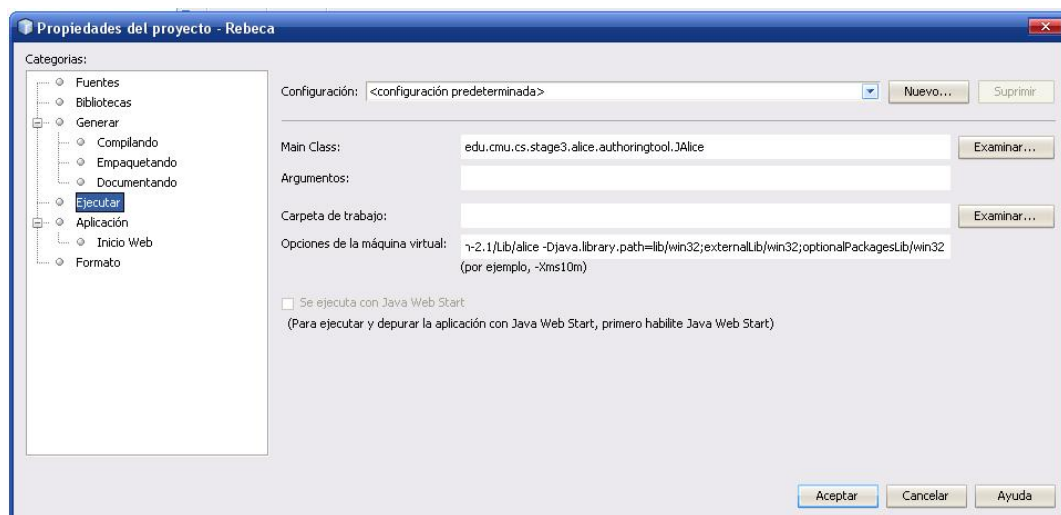 Propiedades del proyecto - Rebeca
Categorias:
Fuentes
Bibliotecas
Generar
Compilando
Empaquetando
Documentando
Ejecutar
Aplicación
Inicio Web
Formato
Configuración: <configuración predeterminada> Nuevo... Suprimir
Main Class: edu.cmu.cs.stage3.alice.authoringtool.JAlice Examinar...
Argumentos:
Carpeta de trabajo: Examinar...
Opciones de la máquina virtual: -2.1/Lib/alice -Djava.library.path=lib/win32;externalLib/win32;optionalPackagesLib/win32
(por ejemplo, -Xms10m)
Se ejecuta con Java Web Start
(Para ejecutar y depurar la aplicación con Java Web Start, primero habilite Java Web Start)
Aceptar Cancelar Ayuda